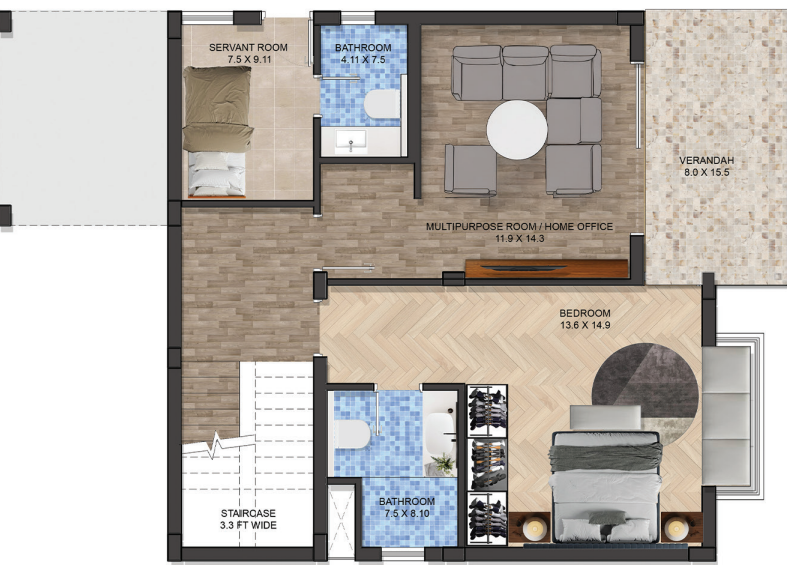 SERVANT ROOM
7.5 X 9.11
BATHROOM
4.11 X 7.5
VERANDAH
8.0 X 15.5
MULTIPURPOSE ROOM / HOME OFFICE
11.9 X 14.3
BEDROOM
13.6 X 14.9
BATHROOM
7.5 X 8.10
STAIRCASE
3.3 FT WIDE